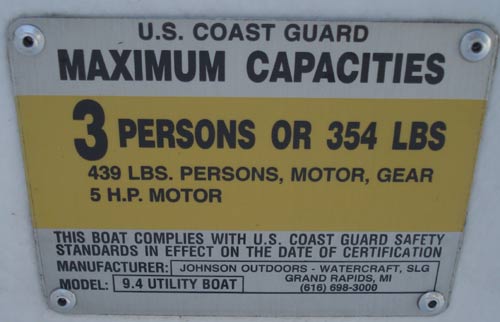 U.S. COAST GUARD
MAXIMUM CAPACITIES
3 PERSONS OR 354 LBS
439 LBS. PERSONS, MOTOR, GEAR
5 H.P. MOTOR
THIS BOAT COMPLIES WITH U.S. COAST GUARD SAFETY
STANDARDS IN EFFECT ON THE DATE OF CERTIFICATION
MANUFACTURER: JOHNSON OUTDOORS - WATERCRAFT, SLG
GRAND RAPIDS, MI
MODEL: 9.4 UTILITY BOAT (616) 698-3000